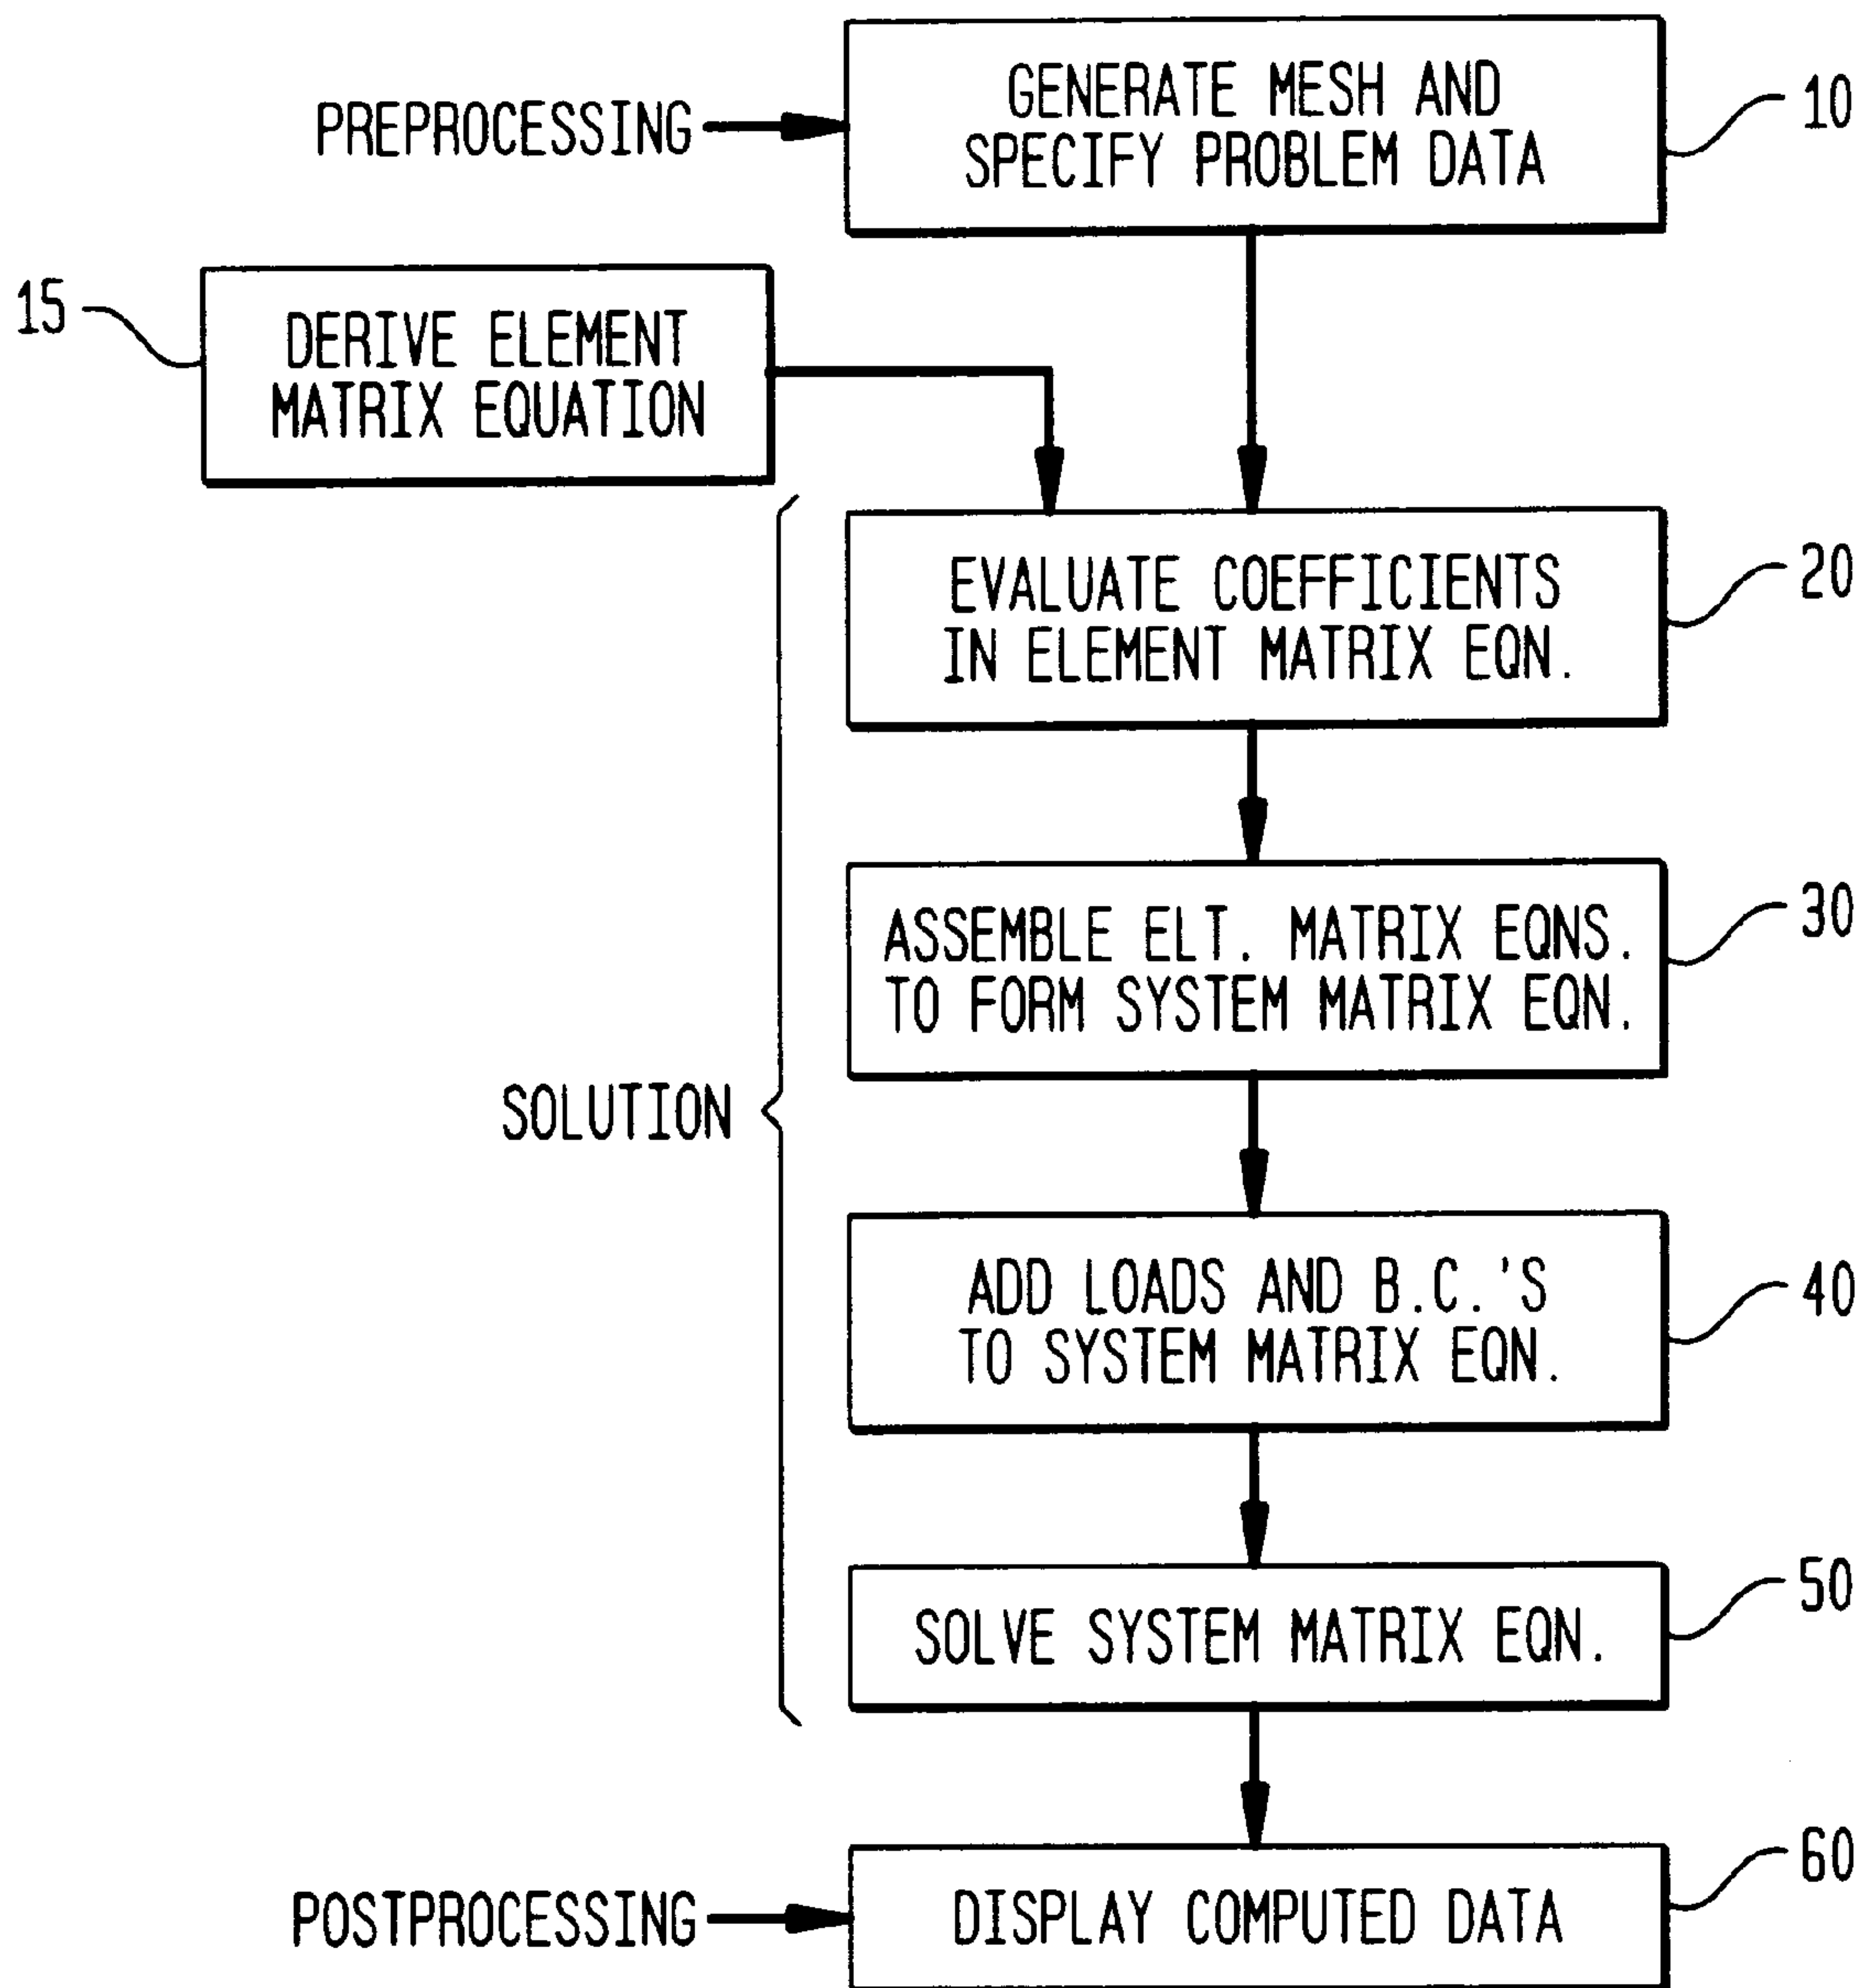 PREPROCESSING
GENERATE MESH AND
SPECIFY PROBLEM DATA
10
15
DERIVE ELEMENT
MATRIX EQUATION
EVALUATE COEFFICIENTS
IN ELEMENT MATRIX EQN.
20
ASSEMBLE ELT. MATRIX EQNS.
TO FORM SYSTEM MATRIX EQN.
30
SOLUTION
ADD LOADS AND B.C.'S
TO SYSTEM MATRIX EQN.
40
SOLVE SYSTEM MATRIX EQN.
50
POSTPROCESSING
DISPLAY COMPUTED DATA
60